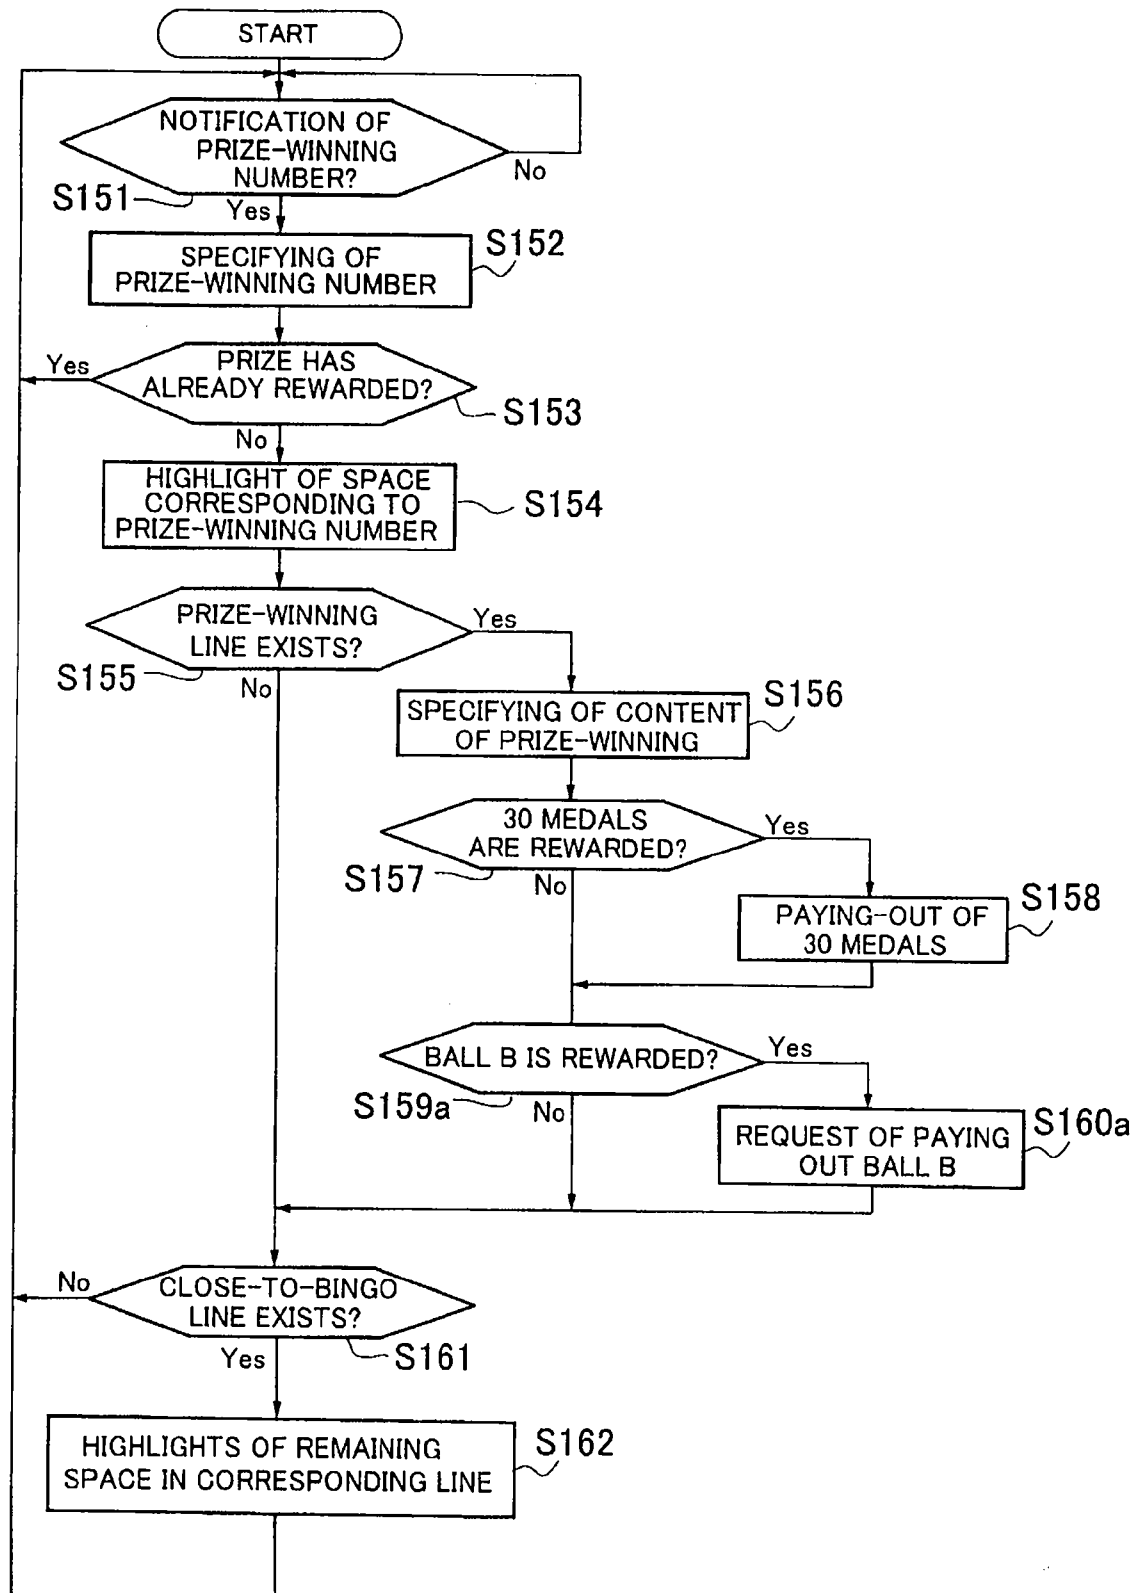 START
NOTIFICATION OF
PRIZE-WINNING
NUMBER?
No
S151
Yes
S152
SPECIFYING OF
PRIZE-WINNING NUMBER
Yes
PRIZE HAS
ALREADY REWARDED?
S153
No
HIGHLIGHT OF SPACE
CORRESPONDING TO
PRIZE-WINNING NUMBER
S154
PRIZE-WINNING
LINE EXISTS?
Yes
S155
No
S156
SPECIFYING OF CONTENT
OF PRIZE-WINNING
30 MEDALS
ARE REWARDED?
Yes
S157
No
S158
PAYING-OUT OF
30 MEDALS
BALL B IS REWARDED?
Yes
S159a
No
S160a
REQUEST OF PAYING
OUT BALL B
No
CLOSE-TO-BINGO
LINE EXISTS?
Yes
S161
S162
HIGHLIGHTS OF REMAINING
SPACE IN CORRESPONDING LINE